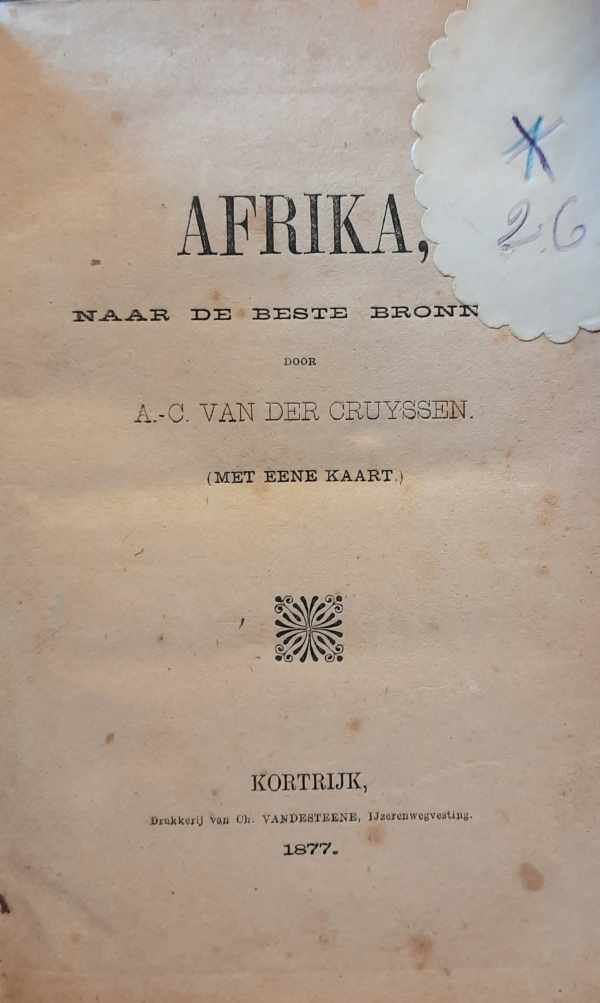 AFRIKA,
NAAR DE BESTE BRONN
DOOR
A.-C. VAN DER CRUYSSEN.
(MET EENE KAART.)
KORTRIJK,
Drukkerij van Ch. VANDESTEENE, IJzerenwegvesting.
1877.
26